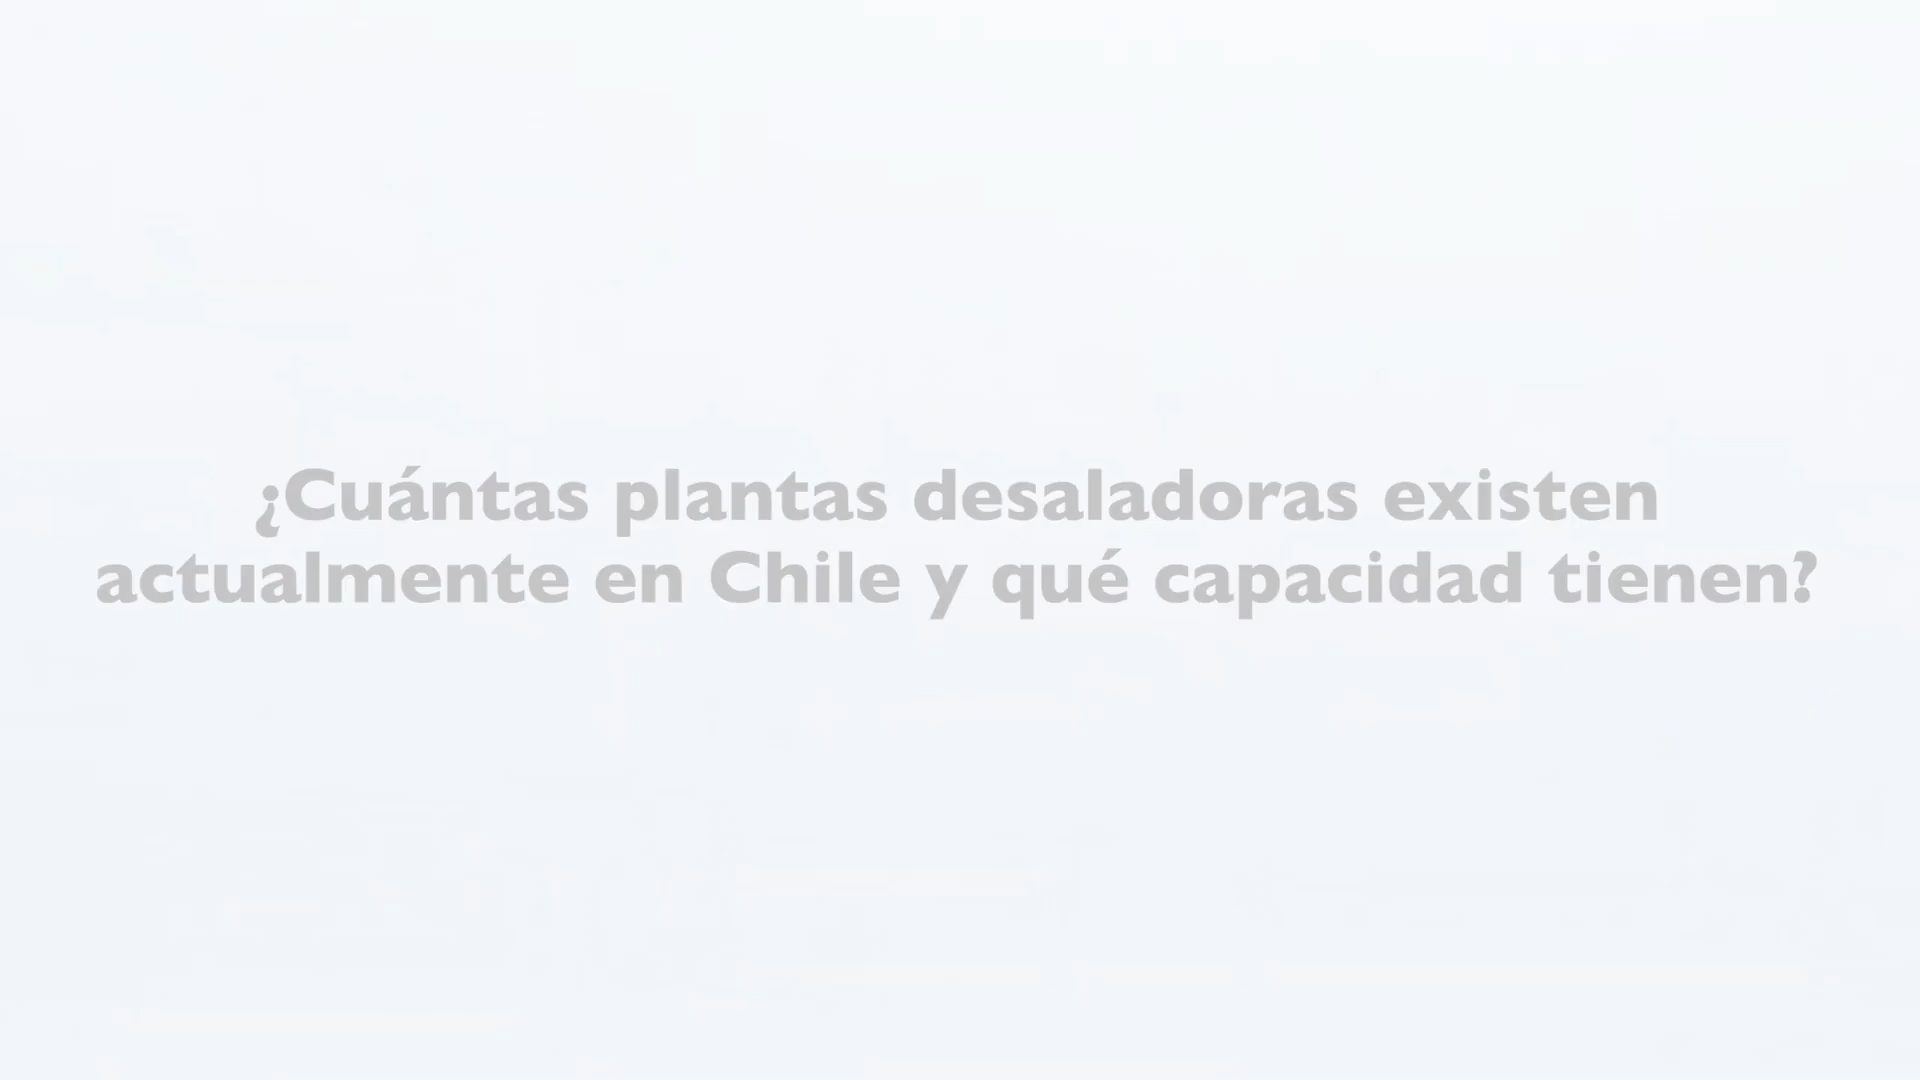 ¿Cuántas plantas desaladoras existen
actualmente en Chile y qué capacidad tienen?